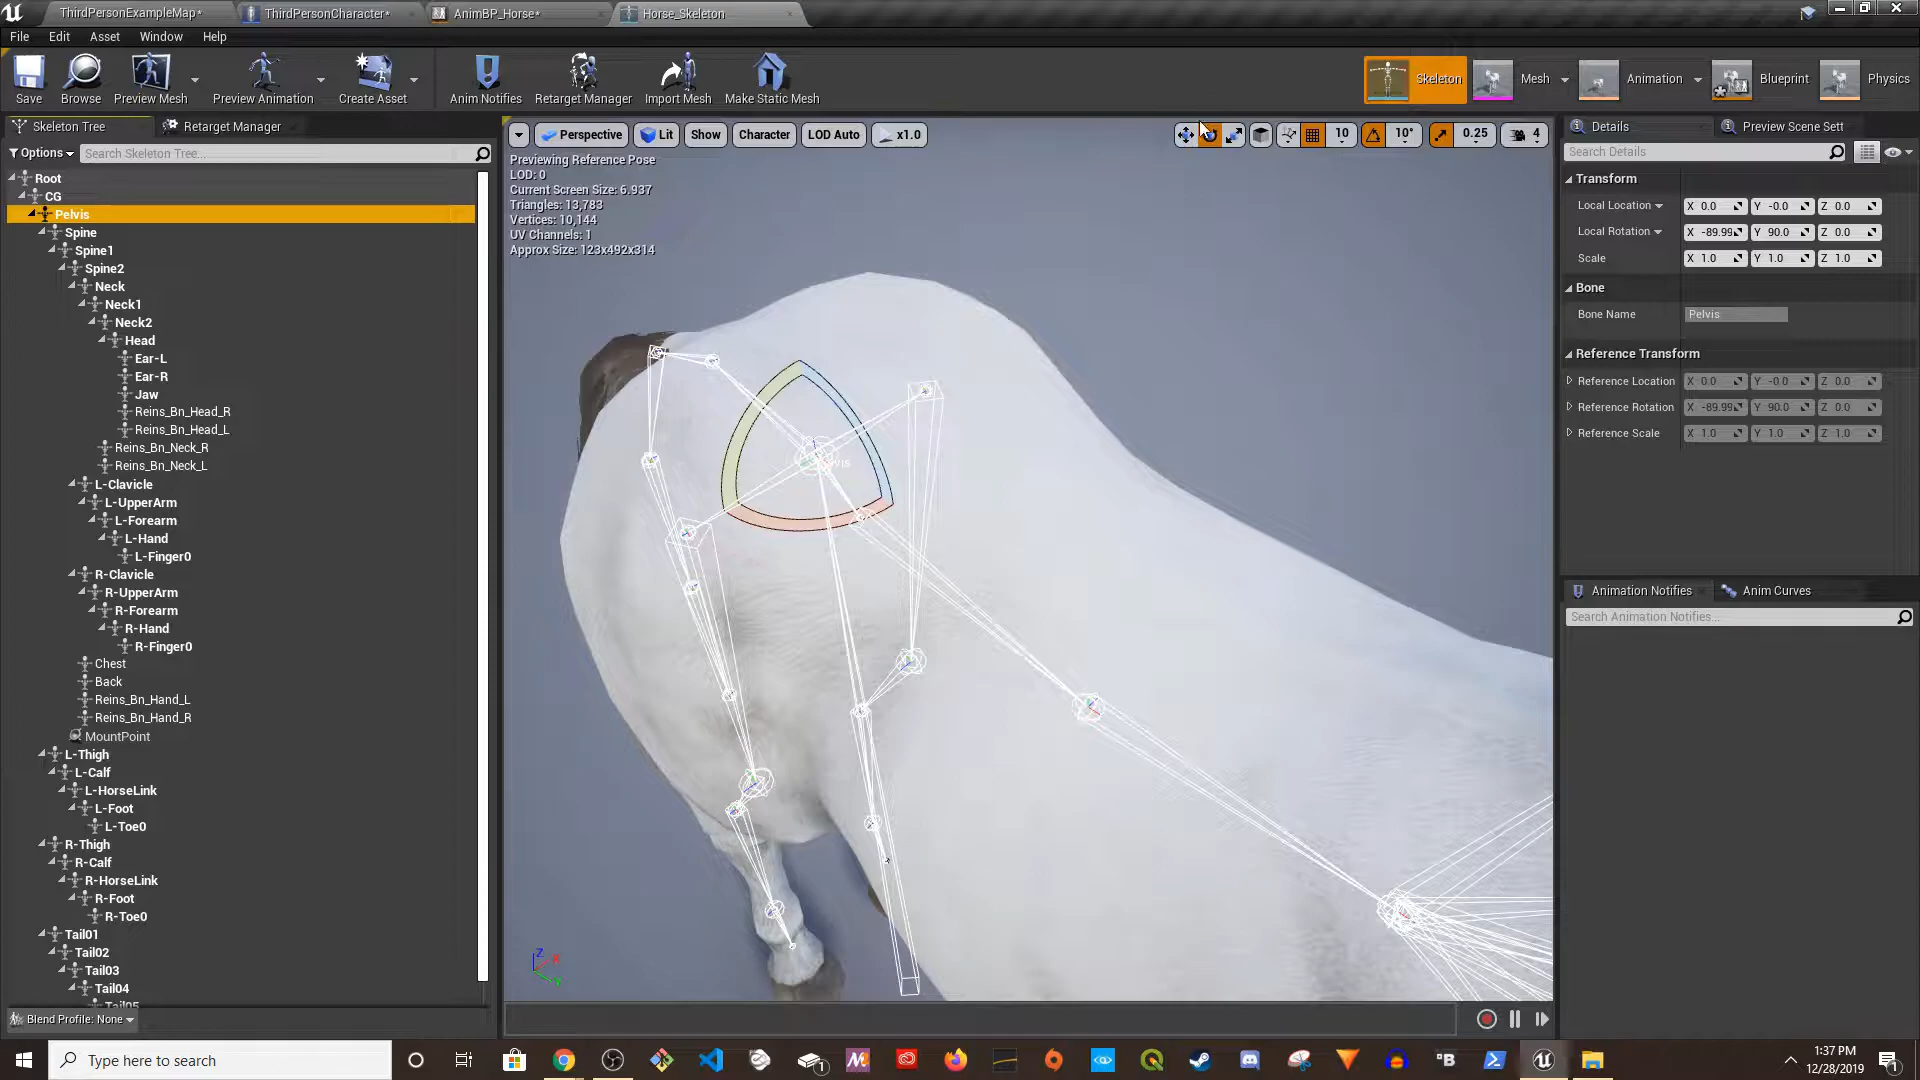 ThirdPersonExampleMap*
ThirdPersonCharacter*
AnimBP_Horse*
Horse_Skeleton
File Edit Asset Window Help
Save
Browse
Preview Mesh
Preview Animation
Create Asset
Anim Notifies
Retarget Manager
Import Mesh
Make Static Mesh
Skeleton
Mesh
Animation
Blueprint
Physics
Skeleton Tree
Retarget Manager
Options
Search Skeleton Tree...
Root
CG
Pelvis
Spine
Spine1
Spine2
Neck
Neck1
Neck2
Head
Ear-L
Ear-R
Jaw
Reins_Bn_Head_R
Reins_Bn_Head_L
Reins_Bn_Neck_R
Reins_Bn_Neck_L
L-Clavicle
L-UpperArm
L-Forearm
L-Hand
L-Finger0
R-Clavicle
R-UpperArm
R-Forearm
R-Hand
R-Finger0
Chest
Back
Reins_Bn_Hand_L
Reins_Bn_Hand_R
MountPoint
L-Thigh
L-Calf
L-HorseLink
L-Foot
L-Toe0
R-Thigh
R-Calf
R-HorseLink
R-Foot
R-Toe0
Tail01
Tail02
Tail03
Tail04
Tail05
Blend Profile: None
Perspective Lit Show Character LOD Auto x1.0
10 10° 0.25 4
Previewing Reference Pose
LOD: 0
Current Screen Size: 6.937
Triangles: 13,783
Vertices: 10,144
UV Channels: 1
Approx Size: 123x492x314
Z
Details
Preview Scene Sett
Search Details
Transform
Local Location X 0.0 Y -0.0 Z 0.0
Local Rotation X -89.99 Y 90.0 Z 0.0
Scale X 1.0 Y 1.0 Z 1.0
Bone
Bone Name Pelvis
Reference Transform
Reference Location X 0.0 Y -0.0 Z 0.0
Reference Rotation X -89.99 Y 90.0 Z 0.0
Reference Scale X 1.0 Y 1.0 Z 1.0
Animation Notifies
Anim Curves
Search Animation Notifies...
Type here to search
1:37 PM
12/28/2019